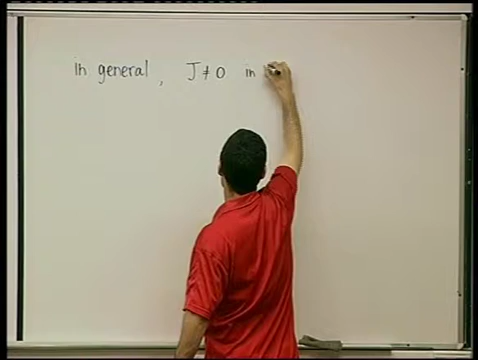 in general, J ≠ 0 in